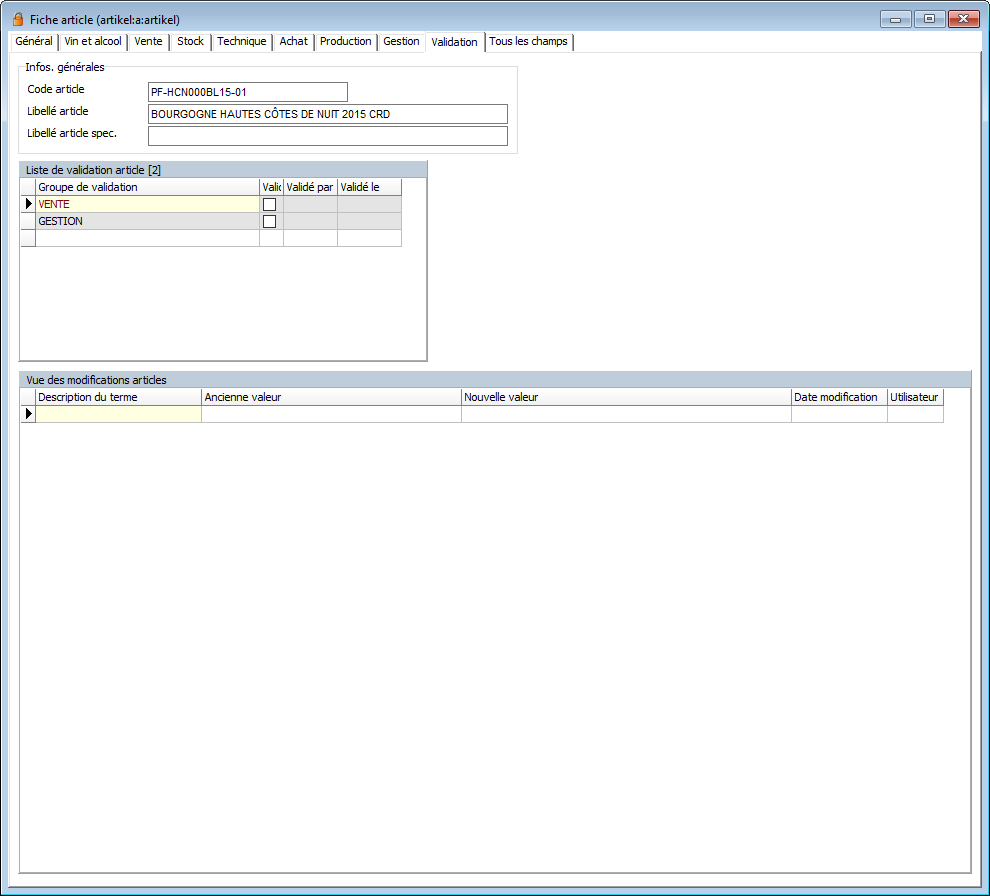 Fiche article (artikel:a:artikel)
Général Vin et alcool Vente Stock Technique Achat Production Gestion Validation Tous les champs
Infos. générales
Code article PF-HCN000BL15-01
Libellé article BOURGOGNE HAUTES CÔTES DE NUIT 2015 CRD
Libellé article spec.
Liste de validation article [2]
Groupe de validation Valid Validé par Validé le
VENTE
GESTION
Vue des modifications articles
Description du terme Ancienne valeur Nouvelle valeur Date modification Utilisateur